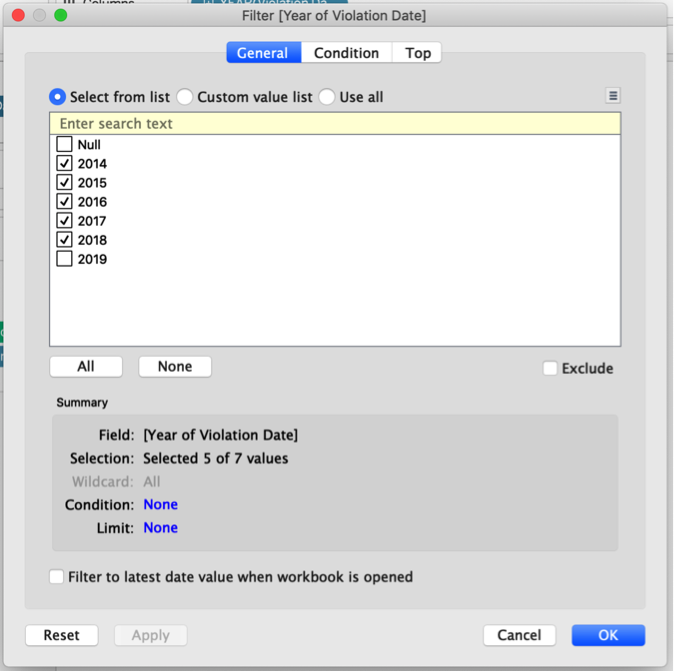 Filter [Year of Violation Date]
General Condition Top
Select from list Custom value list Use all
Enter search text
Null
2014
2015
2016
2017
2018
2019
All None
Exclude
Summary
Field: [Year of Violation Date]
Selection: Selected 5 of 7 values
Wildcard: All
Condition: None
Limit: None
Filter to latest date value when workbook is opened
Reset Apply Cancel OK